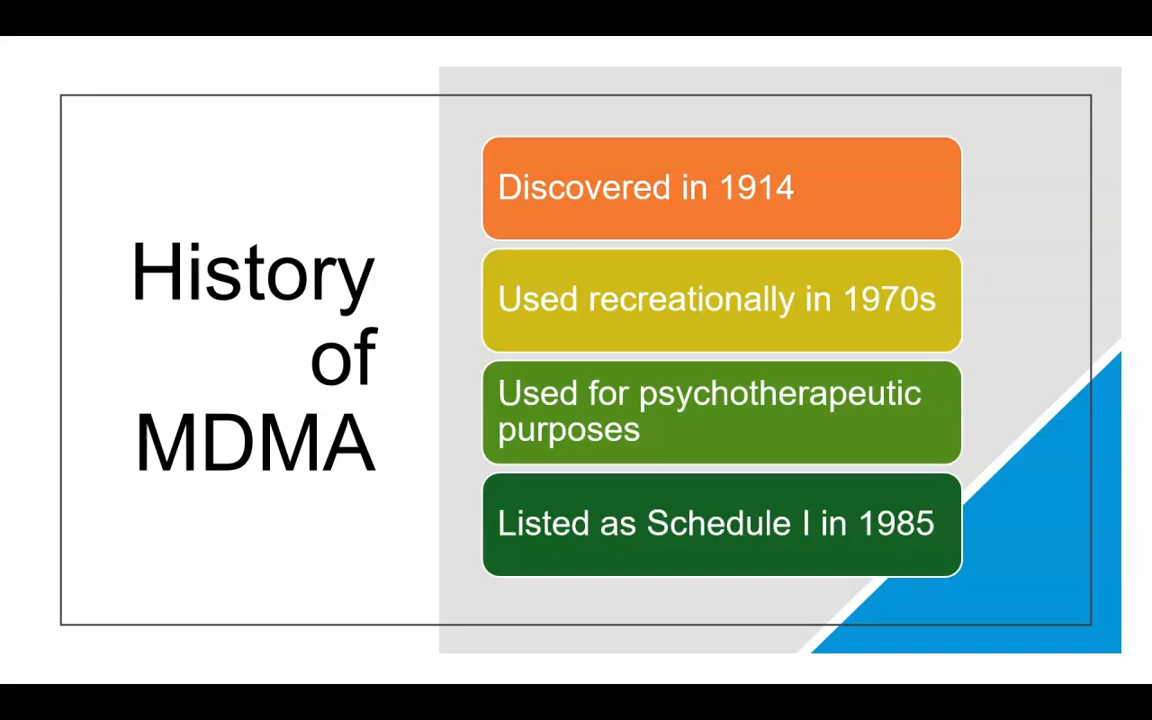 History
of
MDMA
Discovered in 1914
Used recreationally in 1970s
Used for psychotherapeutic
purposes
Listed as Schedule I in 1985